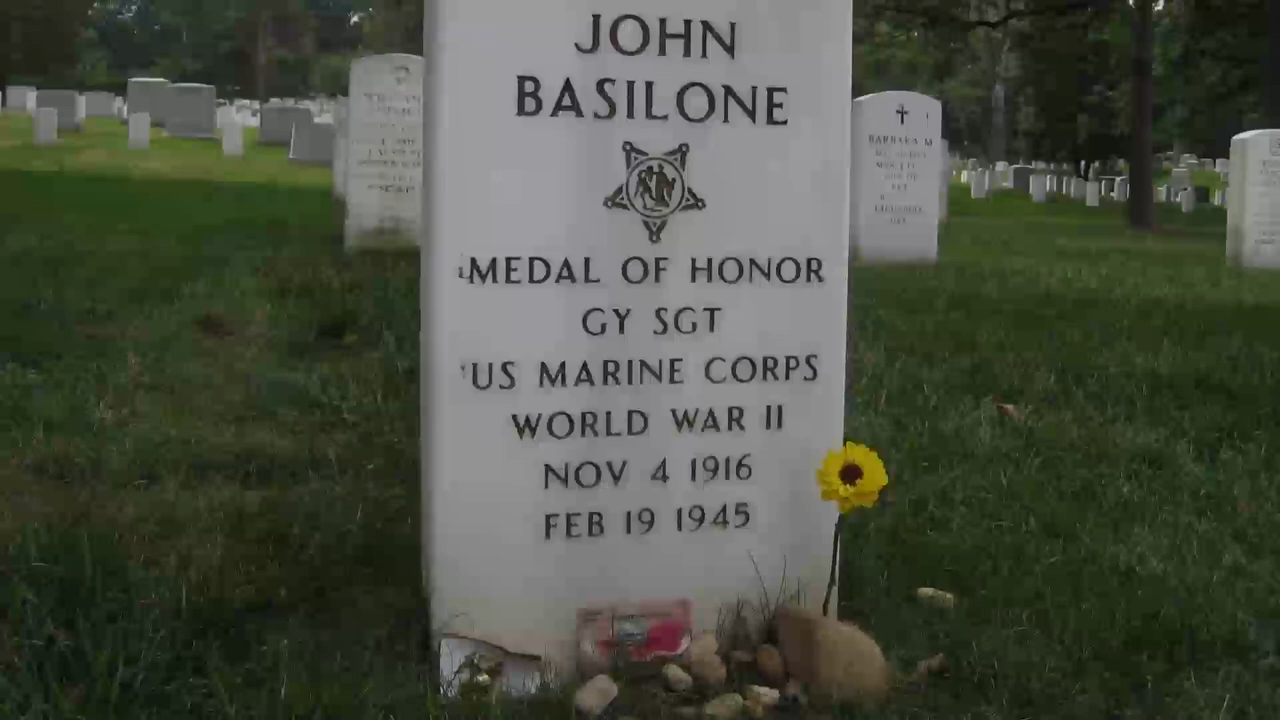 JOHN
BASILONE
MEDAL OF HONOR
GY SGT
US MARINE CORPS
WORLD WAR II
NOV 4 1916
FEB 19 1945
BARBARA M